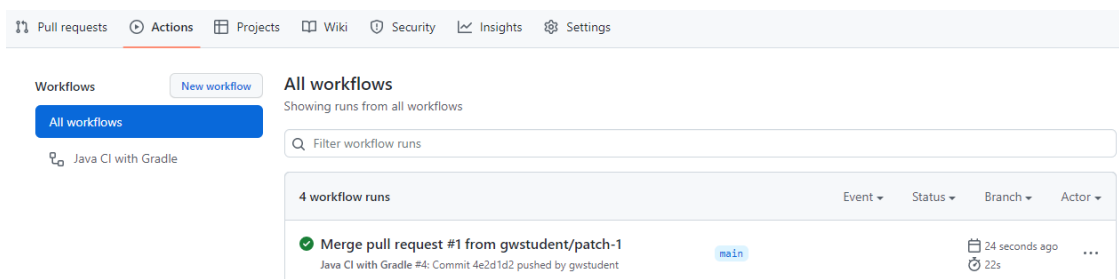 Pull requests Actions Projects Wiki Security Insights Settings
Workflows New workflow
All workflows
Java CI with Gradle
All workflows
Showing runs from all workflows
Filter workflow runs
4 workflow runs Event Status Branch Actor
Merge pull request #1 from gwstudent/patch-1
Java CI with Gradle #4: Commit 4e2d1d2 pushed by gwstudent
main
24 seconds ago
22s